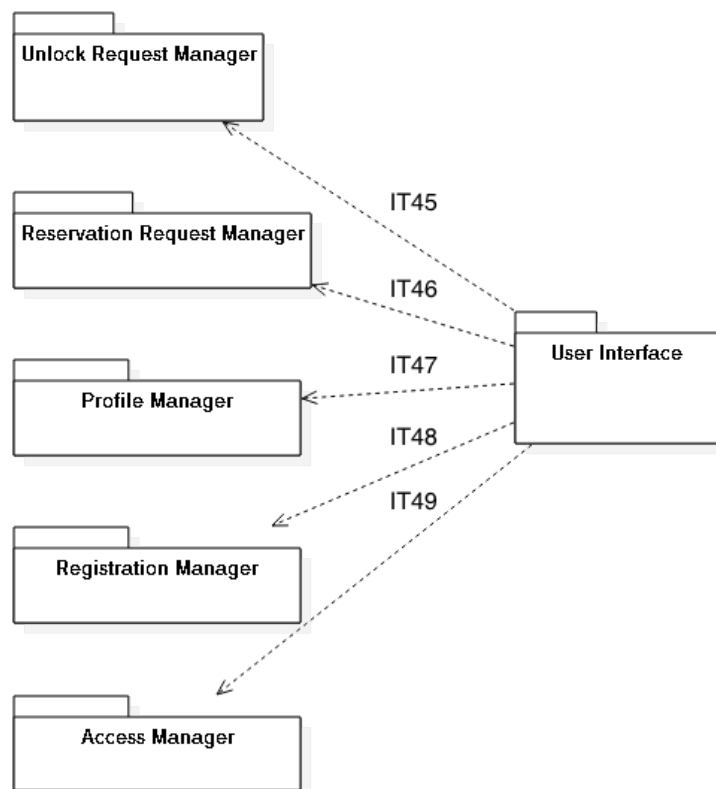 Unlock Request Manager
IT45
Reservation Request Manager
IT46
User Interface
IT47
Profile Manager
IT48
IT49
Registration Manager
Access Manager